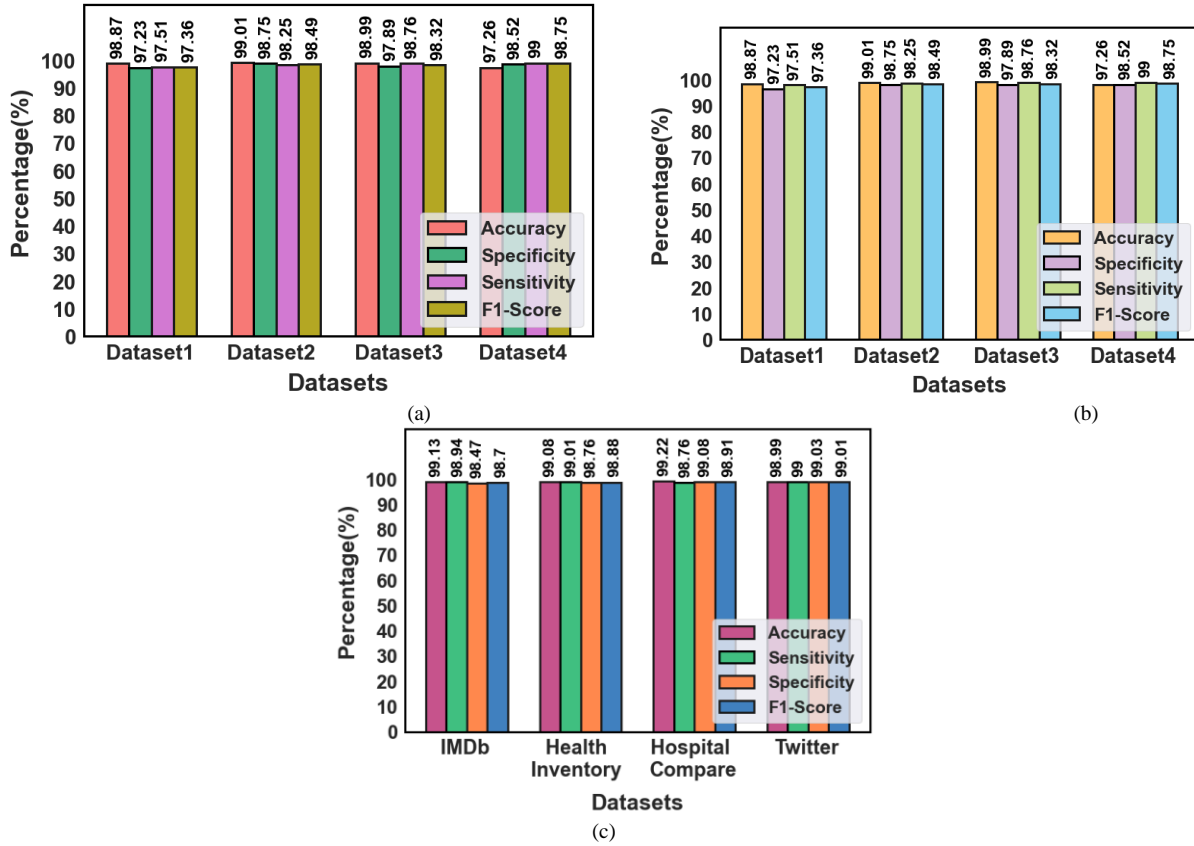 98.87 97.23 97.51 97.36 99.01 98.75 98.25 98.49 98.99 97.89 98.76 98.32 97.26 98.52 99 98.75
100
90
80
70
60
50
40
30
20
10
0
Percentage(%)
Accuracy
Specificity
Sensitivity
F1-Score
Dataset1 Dataset2 Dataset3 Dataset4
Datasets
(a)
98.87 97.23 97.51 97.36 99.01 98.75 98.25 98.49 98.99 97.89 98.76 98.32 97.26 98.52 99 98.75
100
90
80
70
60
50
40
30
20
10
0
Percentage(%)
Accuracy
Specificity
Sensitivity
F1-Score
Dataset1 Dataset2 Dataset3 Dataset4
Datasets
(b)
99.13 98.94 98.47 98.7 99.08 99.01 98.76 98.88 99.22 98.76 99.08 98.91 98.99 99 99.03 99.01
100
90
80
70
60
50
40
30
20
10
0
Percentage(%)
Accuracy
Sensitivity
Specificity
F1-Score
IMDb Health Hospital Twitter
Inventory Compare
Datasets
(c)